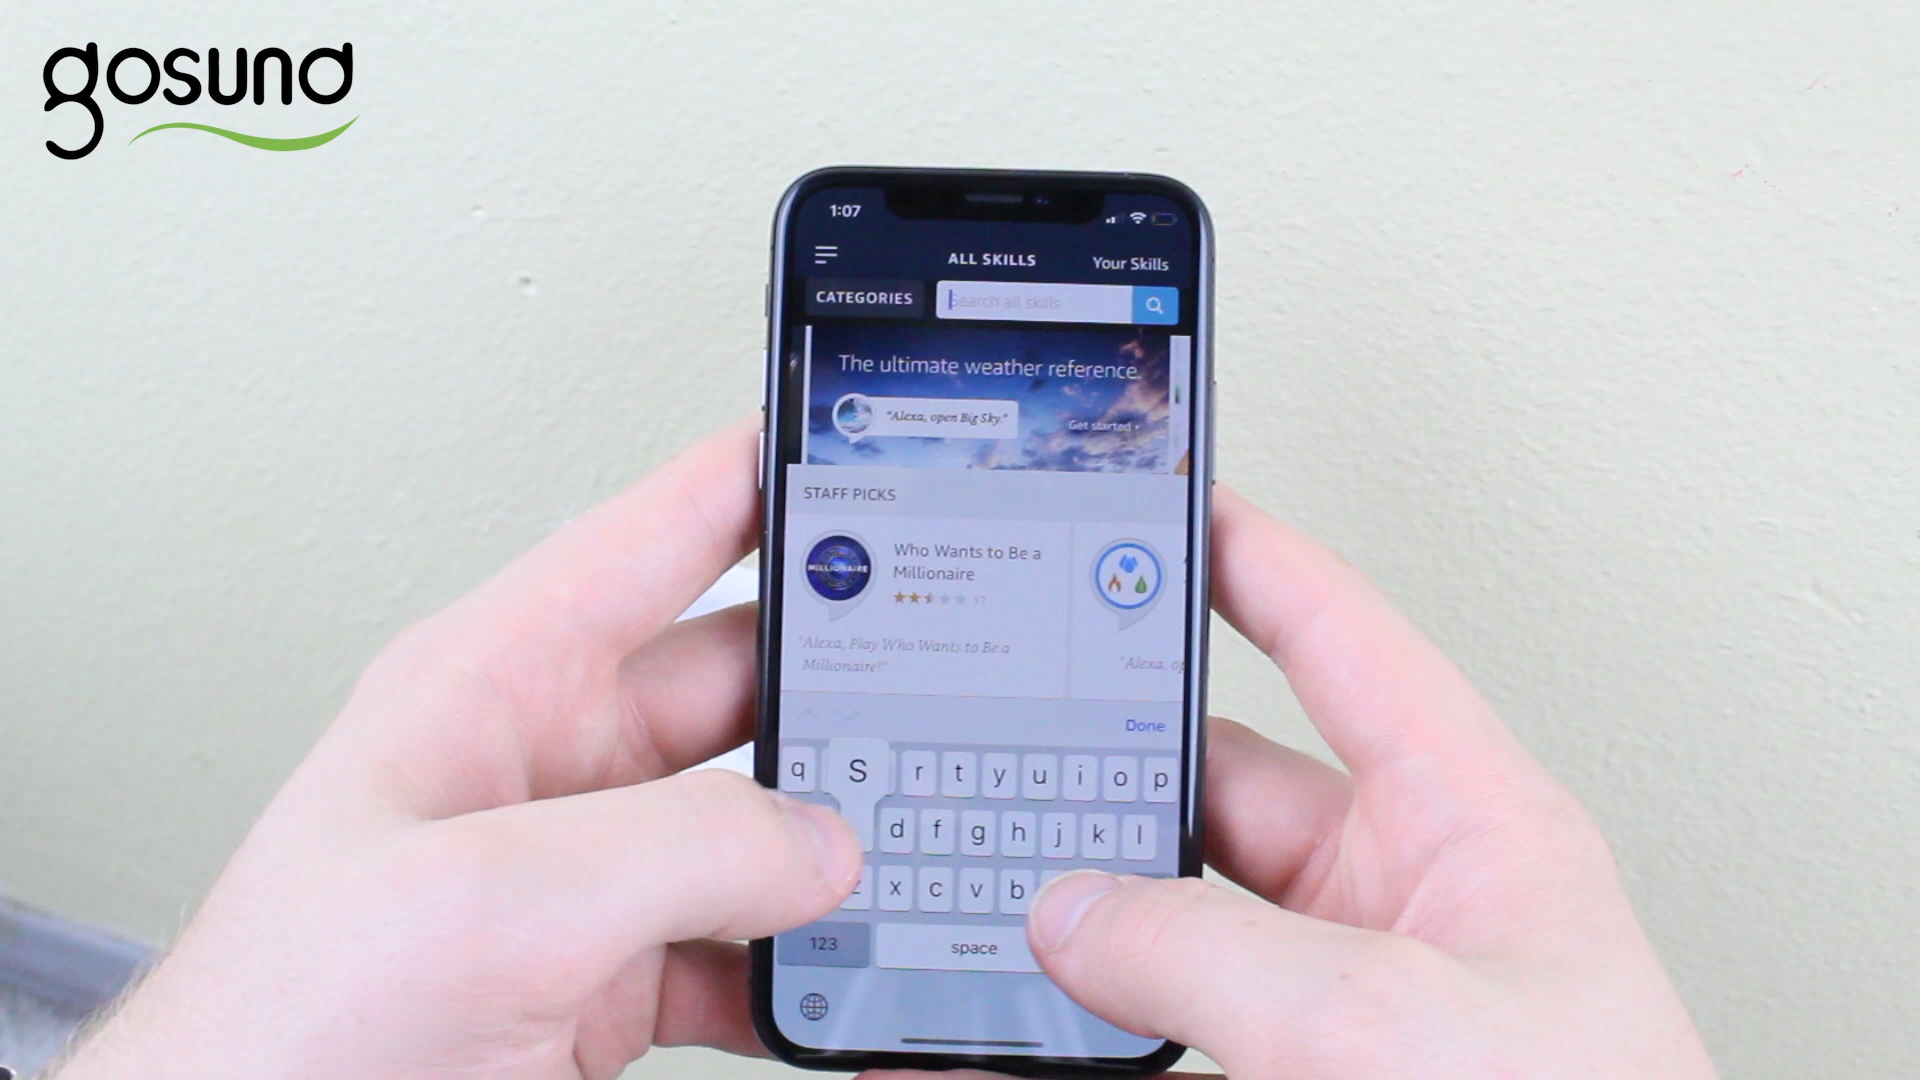 gosund
1:07
ALL SKILLS
Your Skills
CATEGORIES
Search all skills
The ultimate weather reference.
"Alexa, open Big Sky."
Get started
STAFF PICKS
MILLIONAIRE
Who Wants to Be a
Millionaire
17
"Alexa, Play Who Wants to Be a
Millionaire!"
"Alexa, op
Done
q S r t y u i o p
d f g h j k l
z x c v b
123 space